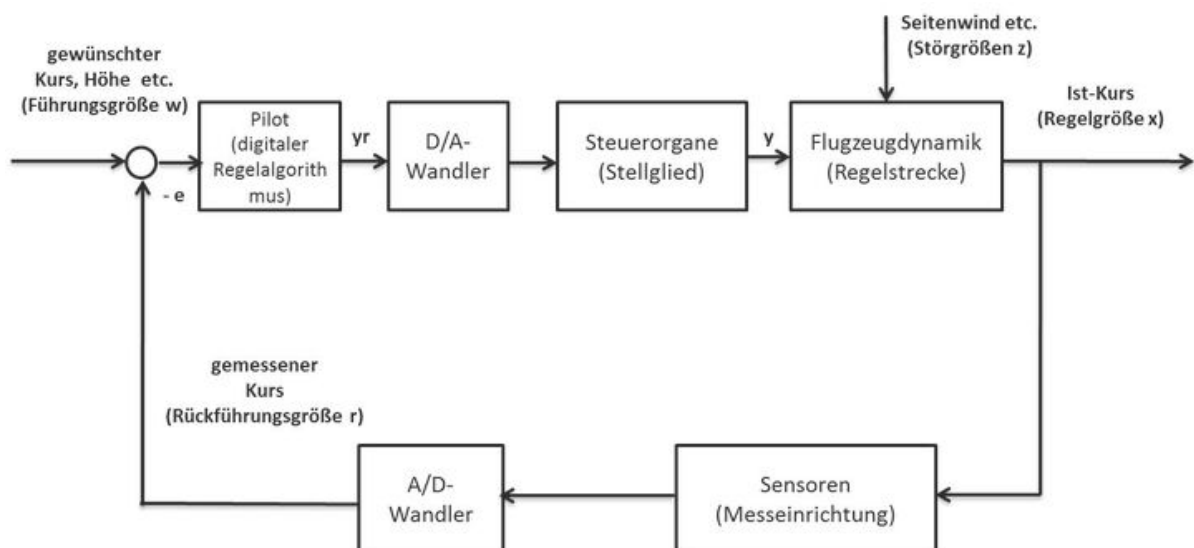 Seitenwind etc.
(Störgrößen z)
gewünschter
Kurs, Höhe etc.
(Führungsgröße w)
Ist-Kurs
(Regelgröße x)
- e
Pilot
(digitaler
Regelalgorith
mus)
yr
D/A-
Wandler
Steuerorgane
(Stellglied)
y
Flugzeugdynamik
(Regelstrecke)
gemessener
Kurs
(Rückführungsgröße r)
A/D-
Wandler
Sensoren
(Messeinrichtung)